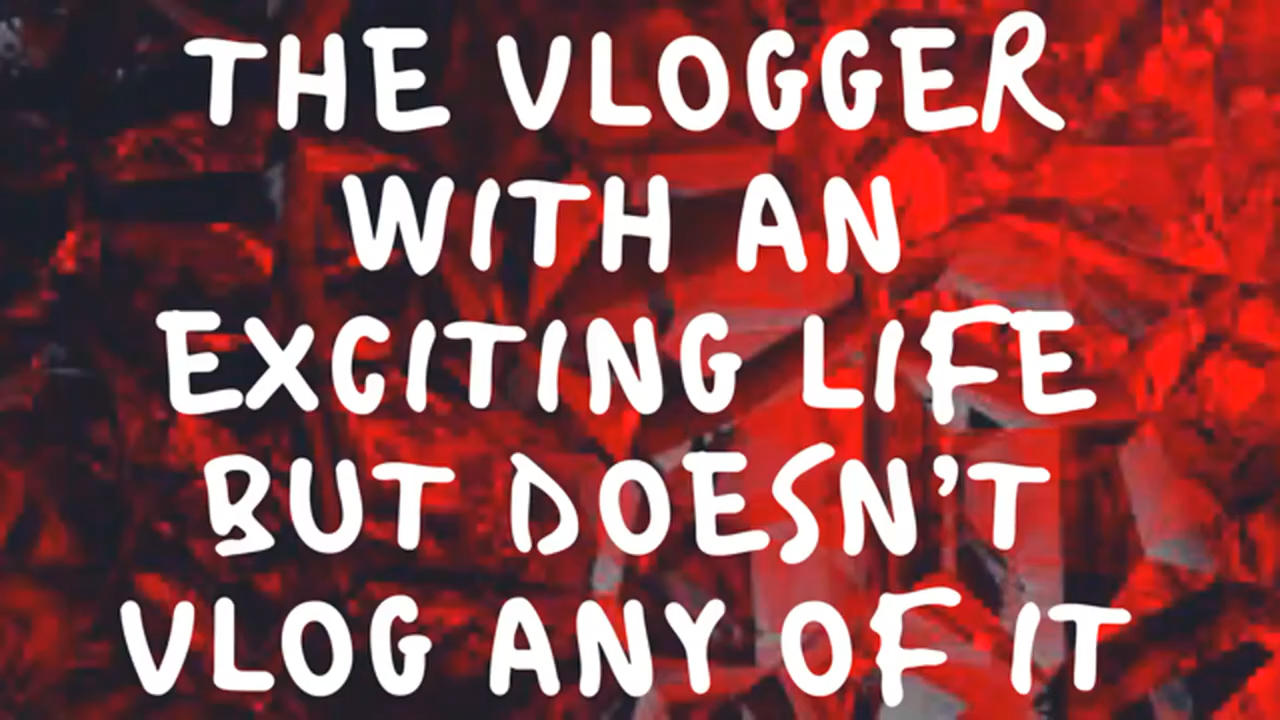 THE VLOGGER
WITH AN
EXCITING LIFE
BUT DOESN'T
VLOG ANY OF IT